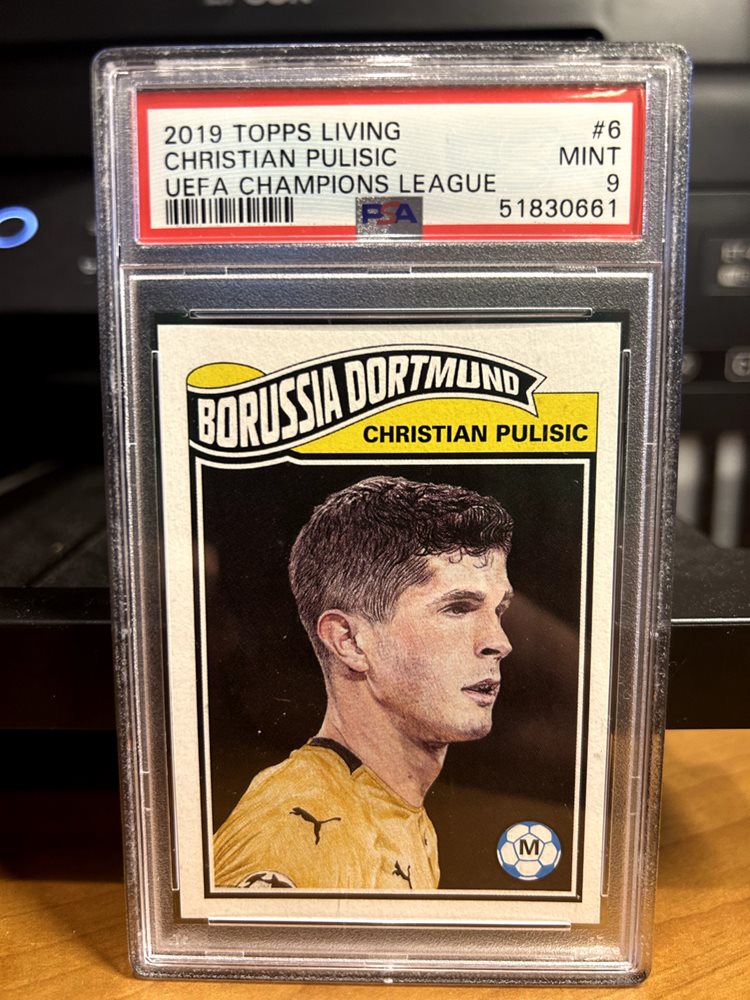 2019 TOPPS LIVING #6
CHRISTIAN PULISIC MINT
UEFA CHAMPIONS LEAGUE 9
PSA 51830661
BORUSSIA DORTMUND
CHRISTIAN PULISIC
M